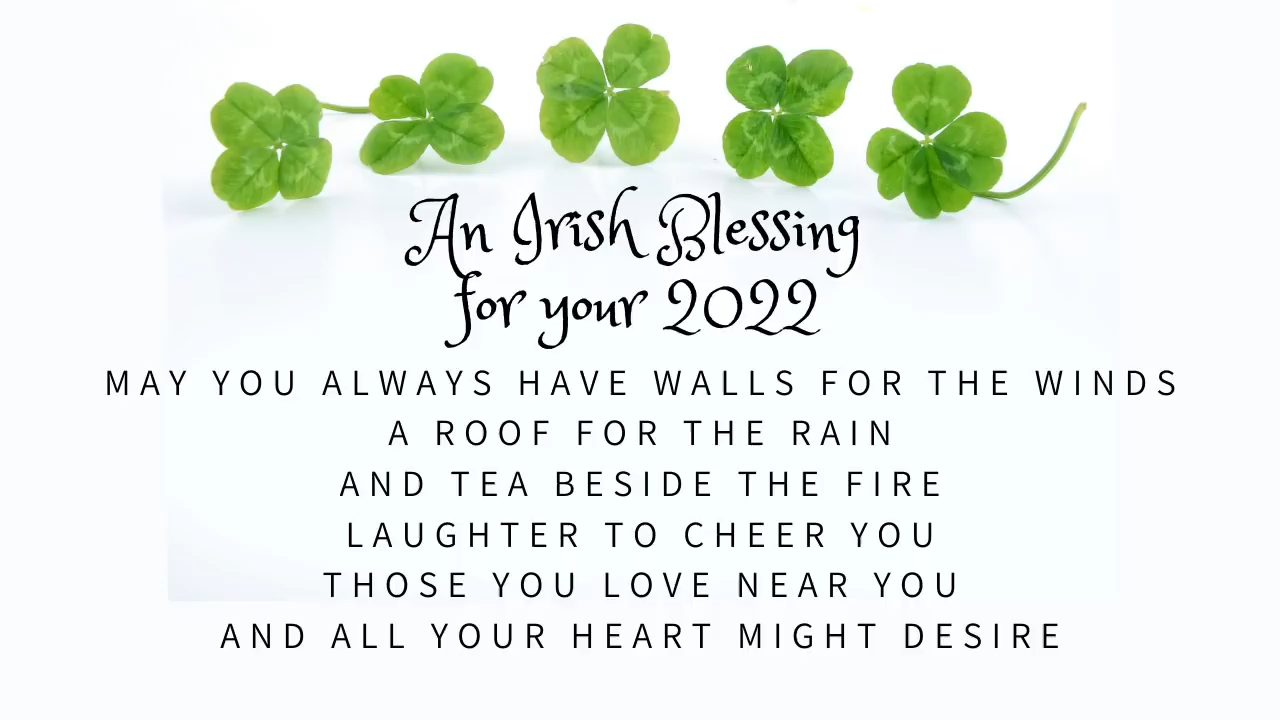 An Irish Blessing
for your 2022
MAY YOU ALWAYS HAVE WALLS FOR THE WINDS
A ROOF FOR THE RAIN
AND TEA BESIDE THE FIRE
LAUGHTER TO CHEER YOU
THOSE YOU LOVE NEAR YOU
AND ALL YOUR HEART MIGHT DESIRE